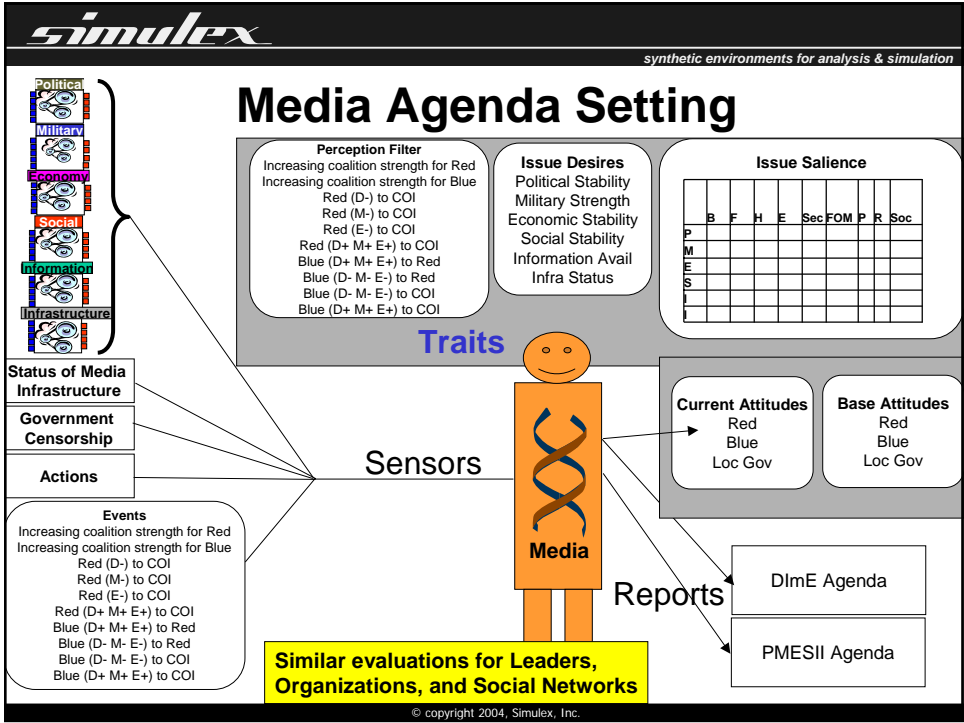 simulex
synthetic environments for analysis & simulation
Media Agenda Setting
Political
Military
Economy
Social
Information
Infrastructure
Perception Filter
Increasing coalition strength for Red
Increasing coalition strength for Blue
Red (D-) to COI
Red (M-) to COI
Red (E-) to COI
Red (D+ M+ E+) to COI
Blue (D+ M+ E+) to Red
Blue (D- M- E-) to Red
Blue (D- M- E-) to COI
Blue (D+ M+ E+) to COI
Issue Desires
Political Stability
Military Strength
Economic Stability
Social Stability
Information Avail
Infra Status
Issue Salience
B F H E Sec FOM P R Soc
P
M
E
S
I
I
Traits
Status of Media
Infrastructure
Government
Censorship
Actions
Events
Increasing coalition strength for Red
Increasing coalition strength for Blue
Red (D-) to COI
Red (M-) to COI
Red (E-) to COI
Red (D+ M+ E+) to COI
Blue (D+ M+ E+) to Red
Blue (D- M- E-) to Red
Blue (D- M- E-) to COI
Blue (D+ M+ E+) to COI
Sensors
Media
Current Attitudes
Red
Blue
Loc Gov
Base Attitudes
Red
Blue
Loc Gov
Reports
DImE Agenda
PMESII Agenda
Similar evaluations for Leaders,
Organizations, and Social Networks
© copyright 2004, Simulex, Inc.